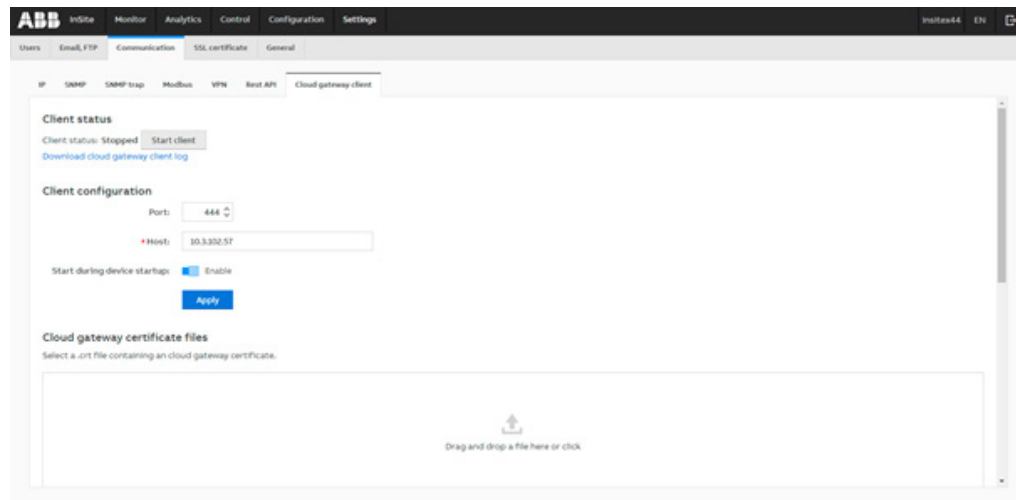 ABB InSite Monitor Analytics Control Configuration Settings insitex44 EN
Users Email, FTP Communication SSL certificate General
IP SNMP SNMP trap Modbus VPN Rest API Cloud gateway client
Client status
Client status: Stopped Start client
Download cloud gateway client log
Client configuration
Port: 444
*Host: 10.3.102.57
Start during device startup: Enable
Apply
Cloud gateway certificate files
Select a .crt file containing an cloud gateway certificate.
Drag and drop a file here or click